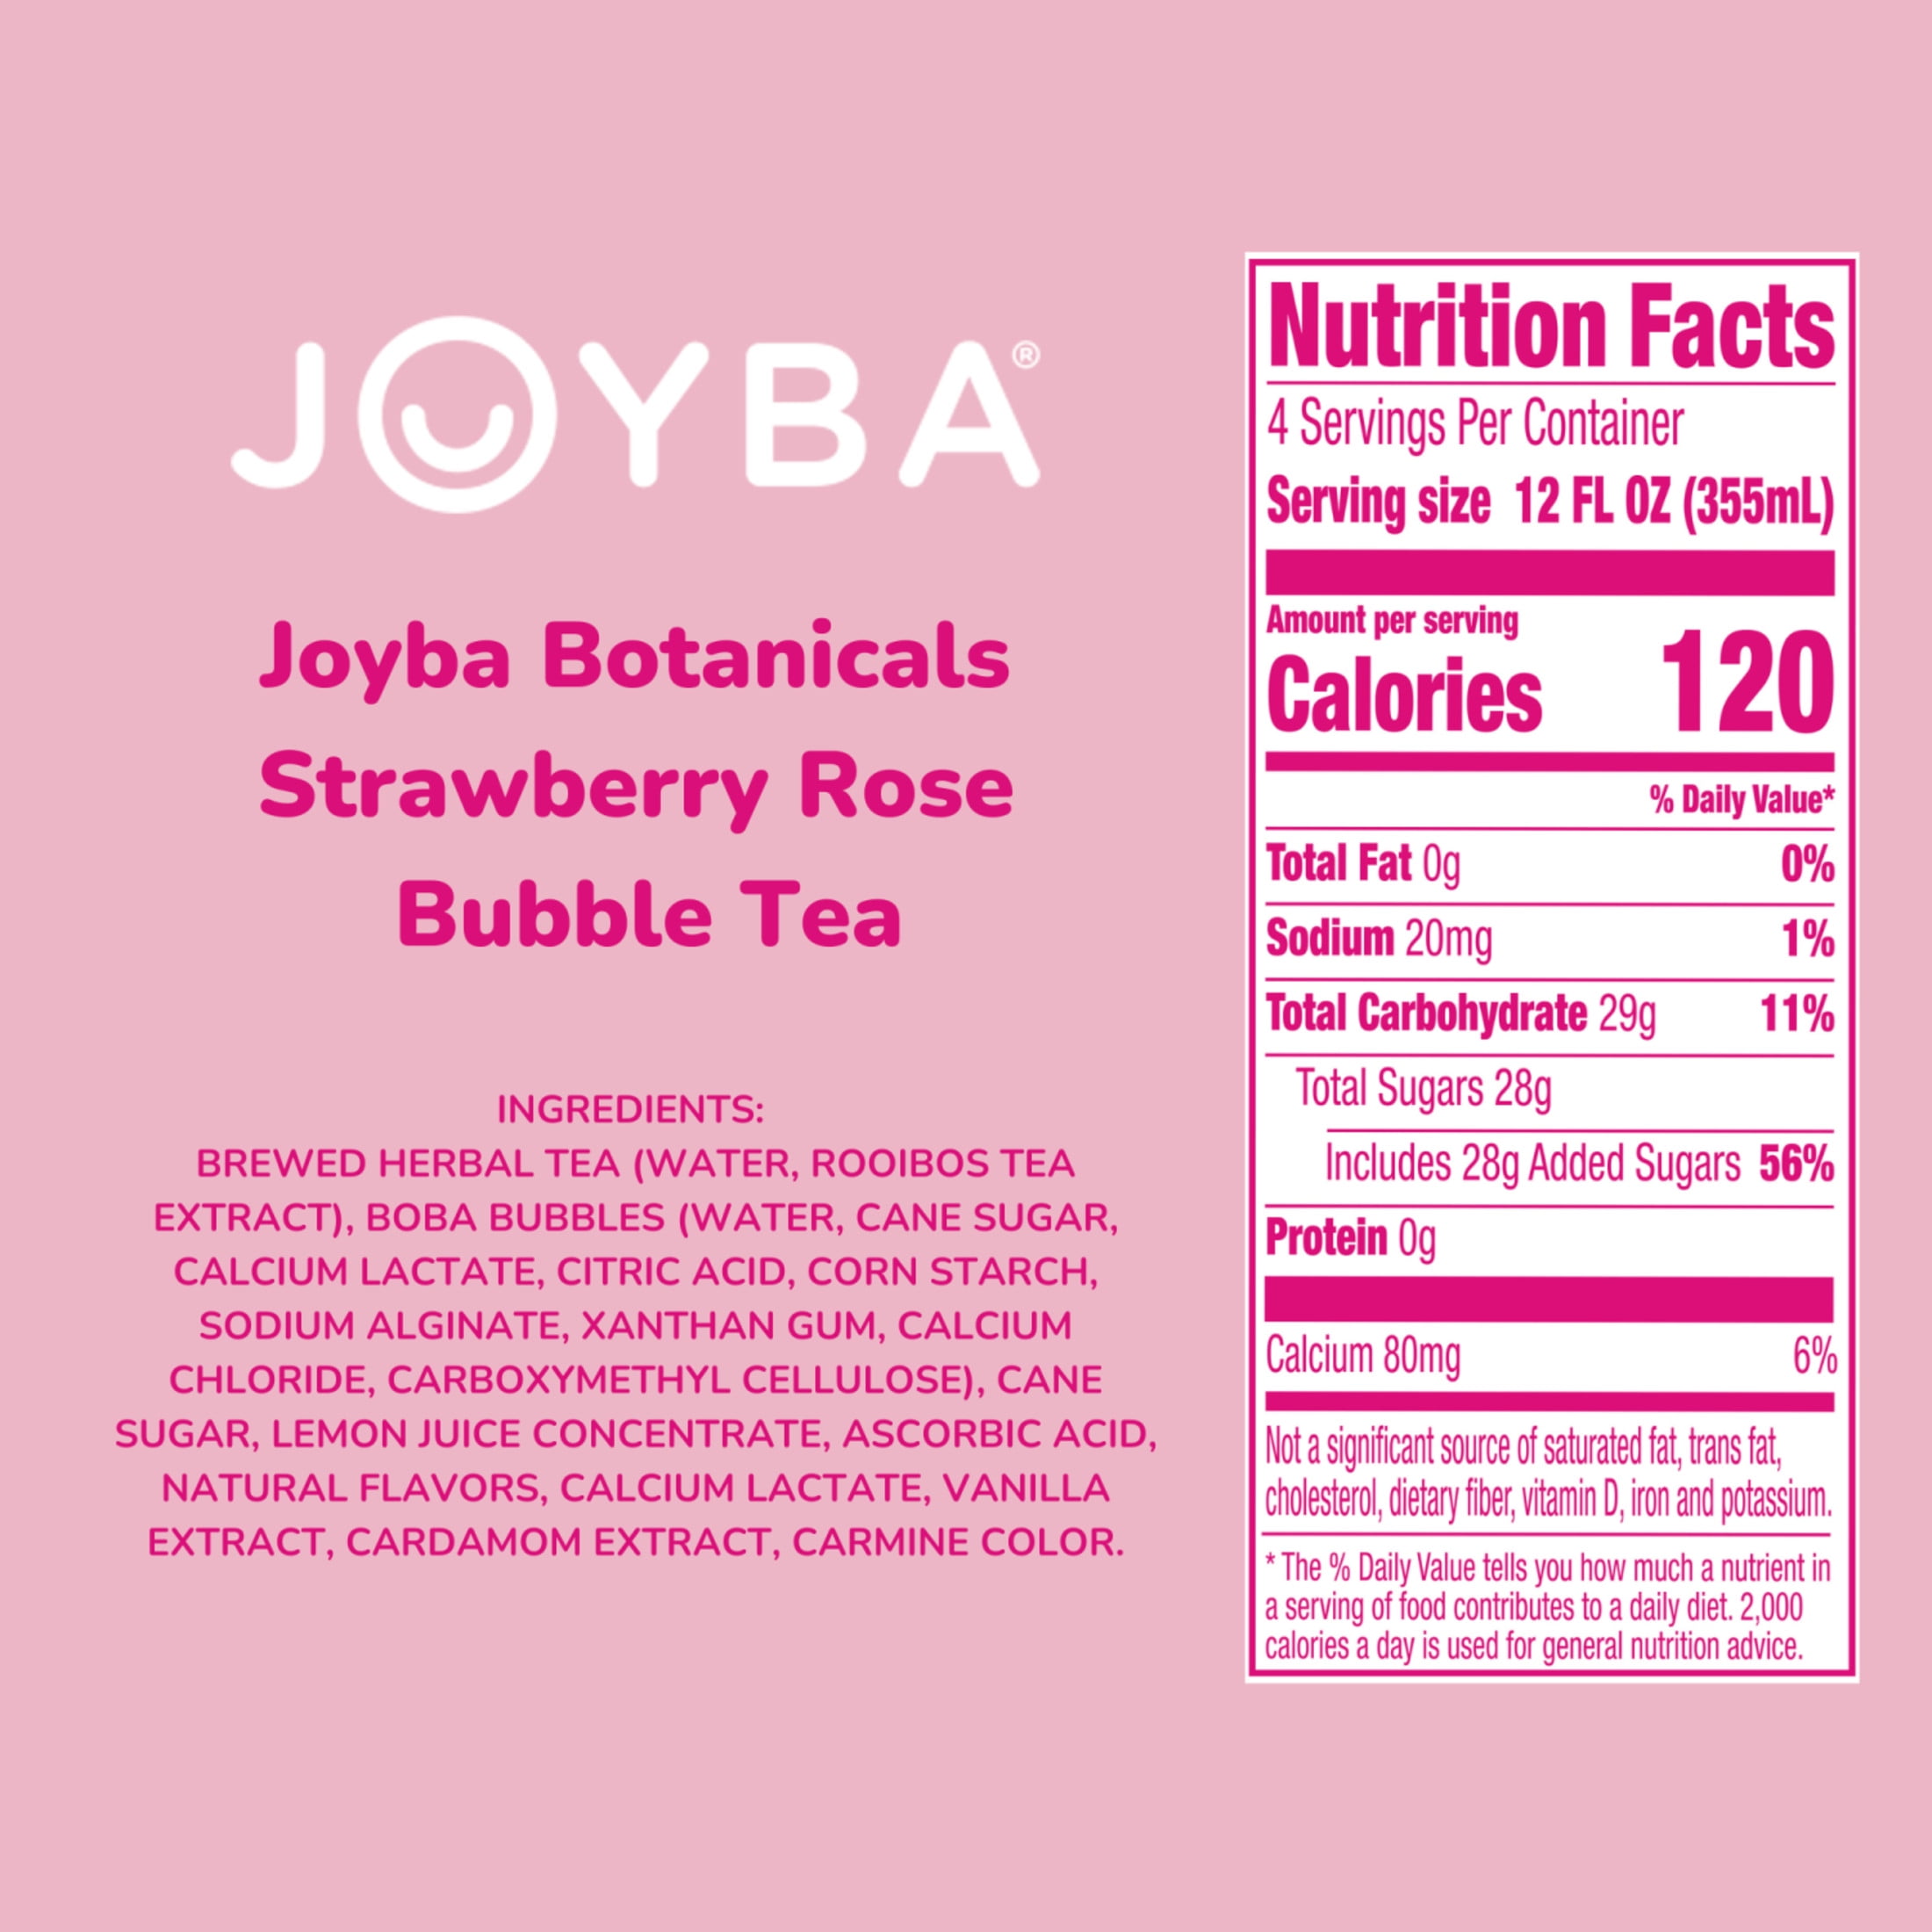 JOYBA®
Joyba Botanicals
Strawberry Rose
Bubble Tea
INGREDIENTS:
BREWED HERBAL TEA (WATER, ROOIBOS TEA
EXTRACT), BOBA BUBBLES (WATER, CANE SUGAR,
CALCIUM LACTATE, CITRIC ACID, CORN STARCH,
SODIUM ALGINATE, XANTHAN GUM, CALCIUM
CHLORIDE, CARBOXYMETHYL CELLULOSE), CANE
SUGAR, LEMON JUICE CONCENTRATE, ASCORBIC ACID,
NATURAL FLAVORS, CALCIUM LACTATE, VANILLA
EXTRACT, CARDAMOM EXTRACT, CARMINE COLOR.
Nutrition Facts
4 Servings Per Container
Serving size 12 FL OZ (355mL)
Amount per serving
Calories 120
% Daily Value*
Total Fat 0g 0%
Sodium 20mg 1%
Total Carbohydrate 29g 11%
Total Sugars 28g
Includes 28g Added Sugars 56%
Protein 0g
Calcium 80mg 6%
Not a significant source of saturated fat, trans fat,
cholesterol, dietary fiber, vitamin D, iron and potassium.
* The % Daily Value tells you how much a nutrient in
a serving of food contributes to a daily diet. 2,000
calories a day is used for general nutrition advice.